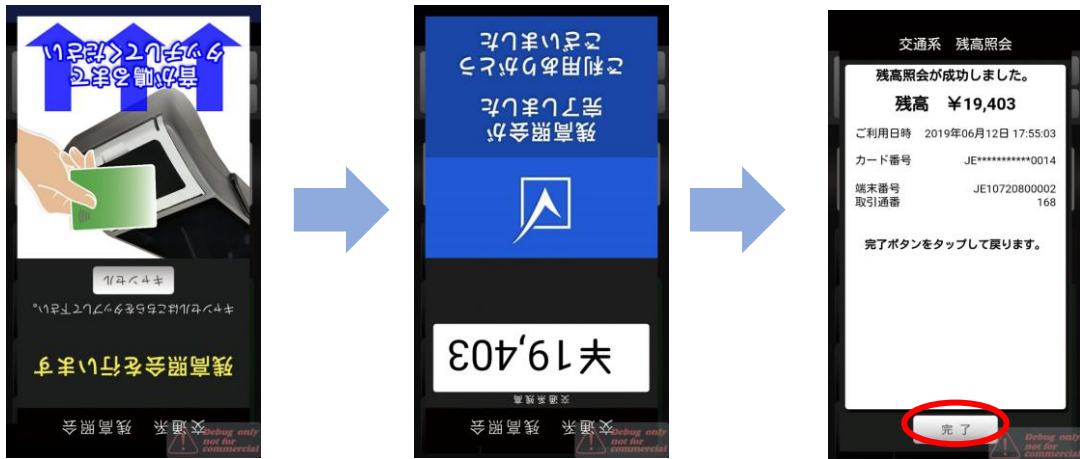 交通系 残高照会
残高照会を行います
キャンセルはこちらをタップして下さい。
キャンセル
音が鳴るまで
タッチしてください
Debug only
not for
commercial
交通系 残高照会
交通系残高
¥19,403
残高照会が
完了しました
ご利用ありがとう
ございました
Debug only
not for
commercial
交通系 残高照会
残高照会が成功しました。
残高 ¥19,403
ご利用日時 2019年06月12日 17:55:03
カード番号 JE***********0014
端末番号 JE10720800002
取引通番 168
完了ボタンをタップして戻ります。
完了
Debug only
not for
commercial